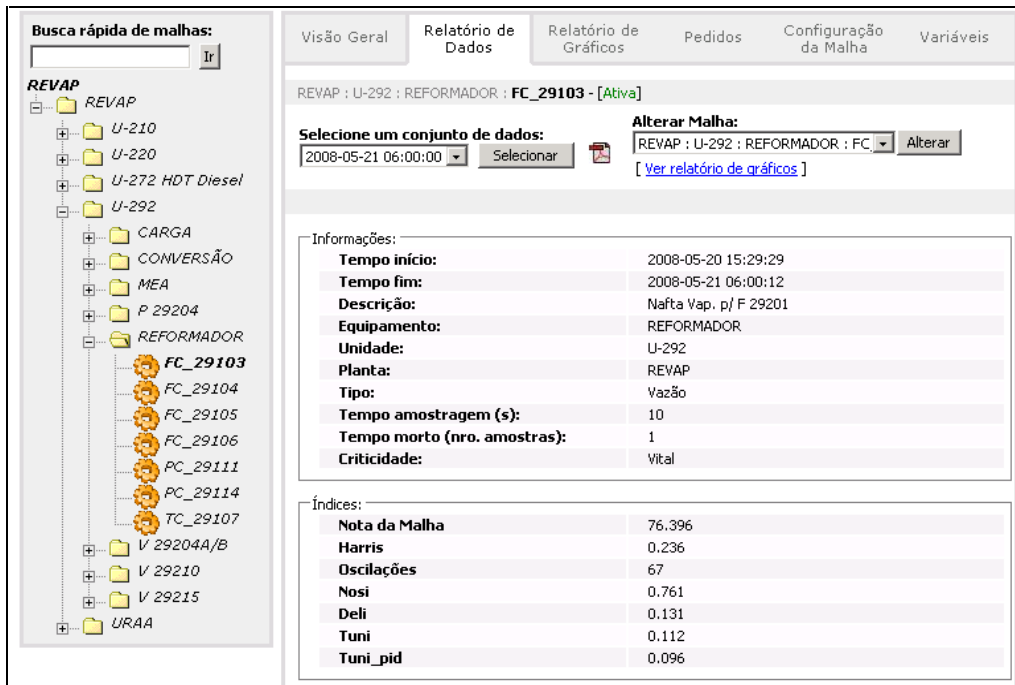 Busca rápida de malhas:
Ir
REVAP
REVAP
U-210
U-220
U-272 HDT Diesel
U-292
CARGA
CONVERSÃO
MEA
P 29204
REFORMADOR
FC_29103
FC_29104
FC_29105
FC_29106
PC_29111
PC_29114
TC_29107
V 29204A/B
V 29210
V 29215
URAA
Visão Geral
Relatório de
Dados
Relatório de
Gráficos
Pedidos
Configuração
da Malha
Variáveis
REVAP : U-292 : REFORMADOR : FC_29103 - [Ativa]
Selecione um conjunto de dados:
2008-05-21 06:00:00 Selecionar
Alterar Malha:
REVAP : U-292 : REFORMADOR : FC_ Alterar
[ Ver relatório de gráficos ]
Informações:
Tempo início: 2008-05-20 15:29:29
Tempo fim: 2008-05-21 06:00:12
Descrição: Nafta Vap. p/ F 29201
Equipamento: REFORMADOR
Unidade: U-292
Planta: REVAP
Tipo: Vazão
Tempo amostragem (s): 10
Tempo morto (nro. amostras): 1
Criticidade: Vital
Índices:
Nota da Malha 76.396
Harris 0.236
Oscilações 67
Nosi 0.761
Deli 0.131
Tuni 0.112
Tuni_pid 0.096